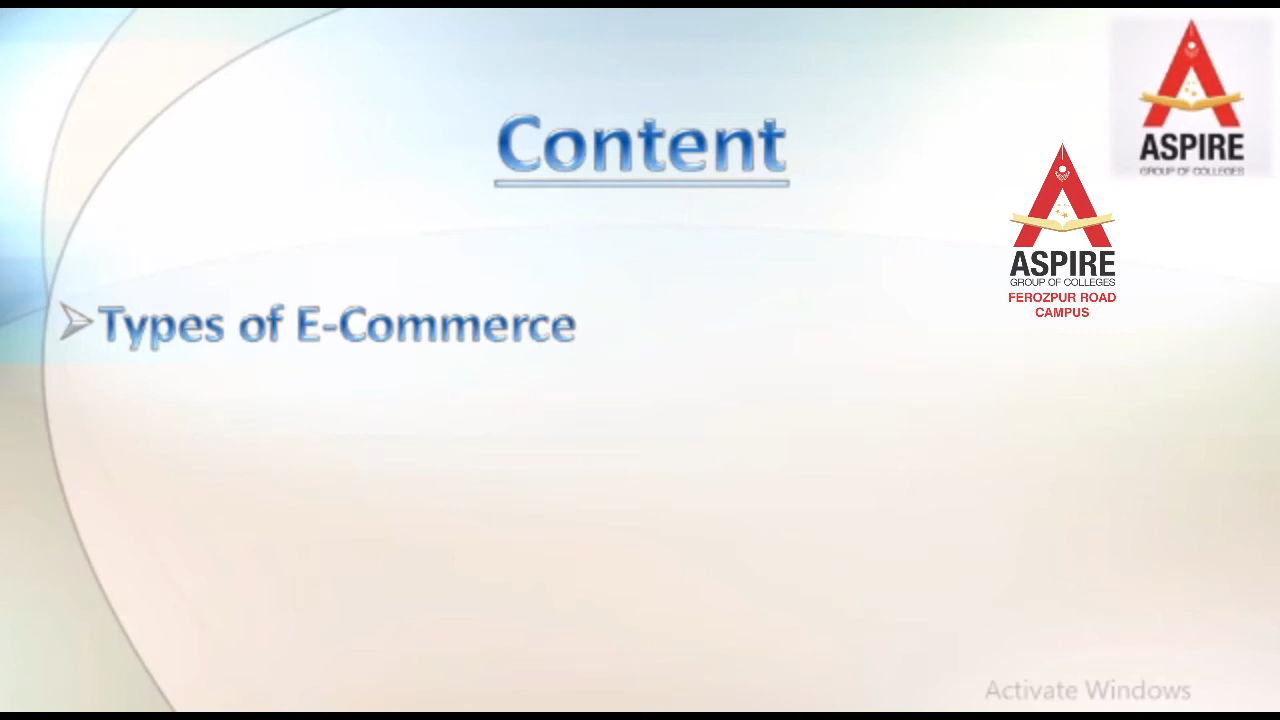 Content
ASPIRE
GROUP OF COLLEGES
ASPIRE
GROUP OF COLLEGES
FEROZPUR ROAD
CAMPUS
Types of E-Commerce
Activate Windows